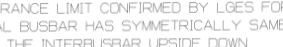 RANCE LIMIT CONFIRMED BY LGES FO
AL BUSBAR HAS SYMMETRICALLY SAME
THE INTERBUSBAR UPSIDE DOWN